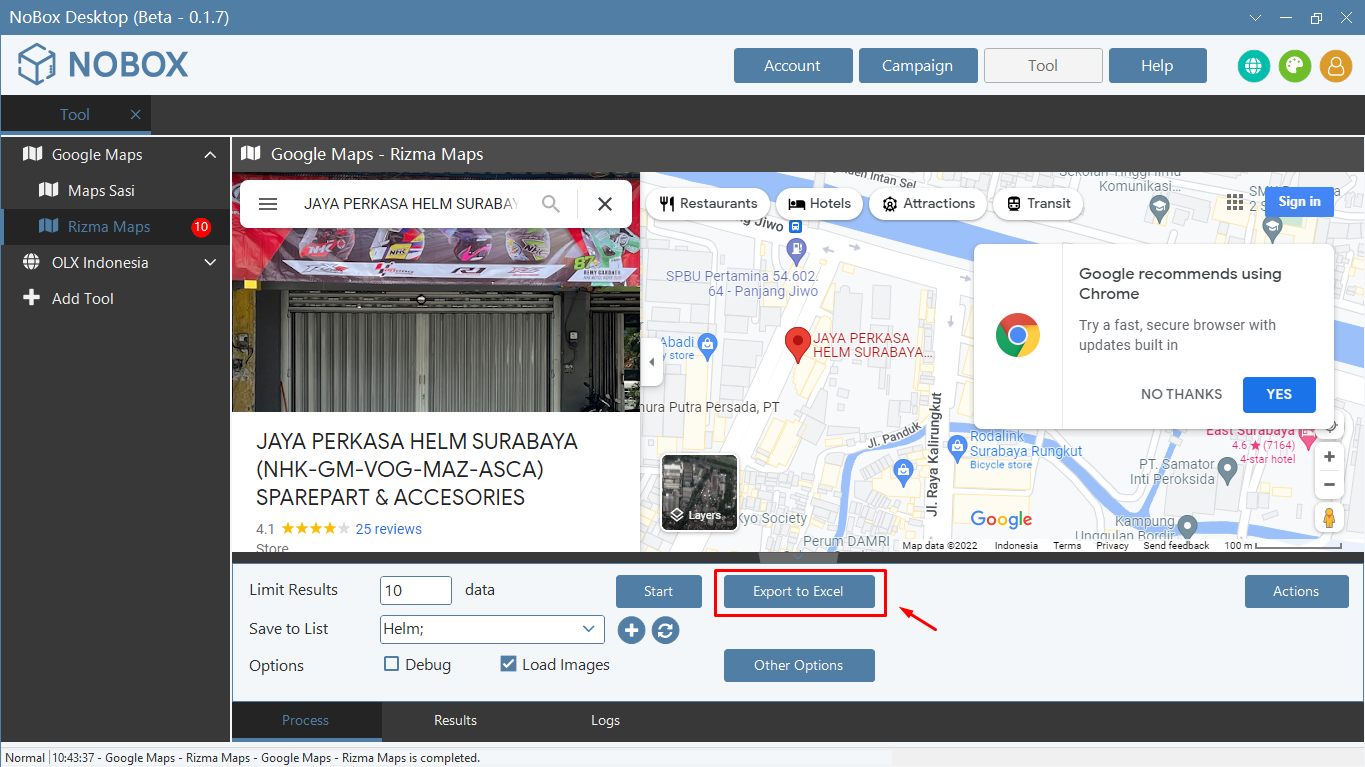 NoBox Desktop (Beta - 0.1.7)
NOBOX
Account
Campaign
Tool
Help
Tool
Google Maps
Maps Sasi
Rizma Maps
10
OLX Indonesia
Add Tool
Google Maps - Rizma Maps
JAYA PERKASA HELM SURABAY
Restaurants
Hotels
Attractions
Transit
Sign in
Komunikasi...
Jiwo
SPBU Pertamina 54.602.
64 - Panjang Jiwo
Google recommends using
Chrome
Try a fast, secure browser with
updates built in
NO THANKS
YES
Abadi
y store
JAYA PERKASA
HELM SURABAYA...
nura Putra Persada, PT
Jl. Panduk
Jl. Raya Kalirungkut
Rodalink
Surabaya Rungkut
Bicycle store
East Surabaya
4.6 (7164)
4-star hotel
PT. Samator
Inti Peroksida
Kampung
Unggulan Bordir
JAYA PERKASA HELM SURABAYA
(NHK-GM-VOG-MAZ-ASCA)
SPAREPART & ACCESORIES
4.1
25 reviews
Store
Layers
kyo Society
Perum DAMRI
Google
Map data ©2022
Indonesia
Terms
Privacy
Send feedback
100 m
Limit Results
10
data
Start
Export to Excel
Actions
Save to List
Helm;
Options
Debug
Load Images
Other Options
Process
Results
Logs
Normal
10:43:37 - Google Maps - Rizma Maps - Google Maps - Rizma Maps is completed.